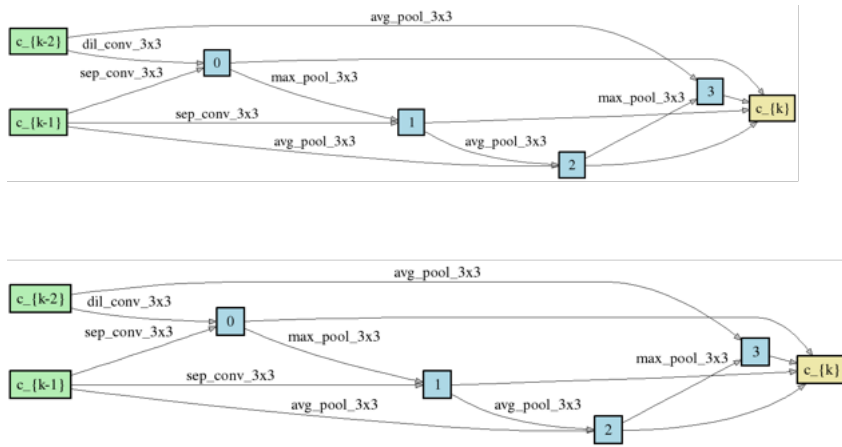 avg_pool_3x3
c_{k-2}
dil_conv_3x3
0
sep_conv_3x3
max_pool_3x3
3
max_pool_3x3
c_{k}
c_{k-1}
sep_conv_3x3
1
avg_pool_3x3
avg_pool_3x3
2
avg_pool_3x3
c_{k-2}
dil_conv_3x3
0
sep_conv_3x3
max_pool_3x3
3
max_pool_3x3
c_{k}
c_{k-1}
sep_conv_3x3
1
avg_pool_3x3
avg_pool_3x3
2